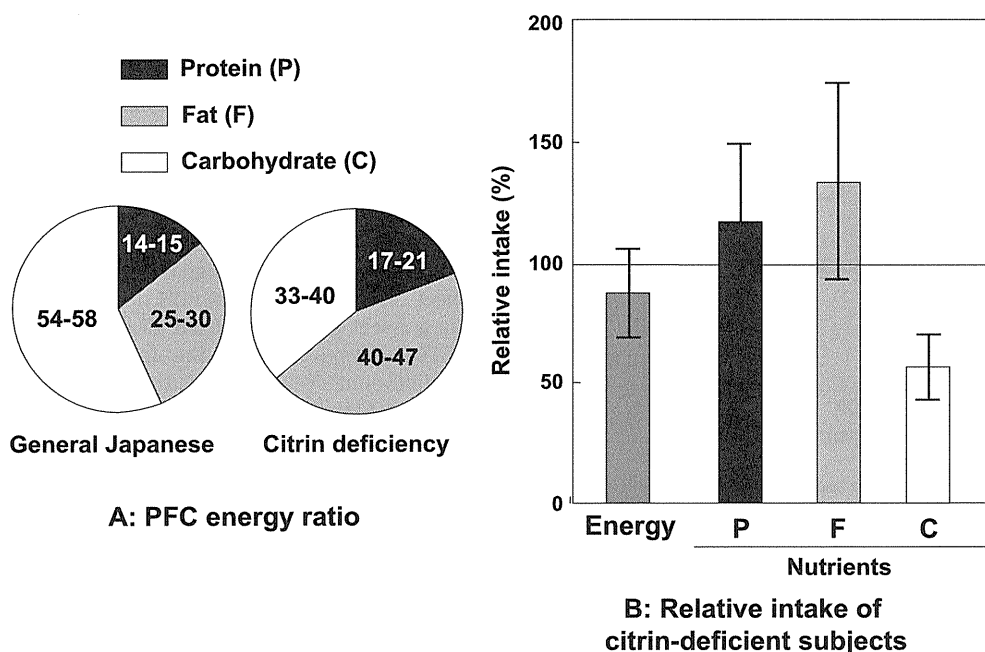 Protein (P)
Fat (F)
Carbohydrate (C)
14-15
54-58
25-30
General Japanese
17-21
33-40
40-47
Citrin deficiency
A: PFC energy ratio
200
150
100
50
0
Relative intake (%)
Energy
P
F
C
Nutrients
B: Relative intake of
citrin-deficient subjects